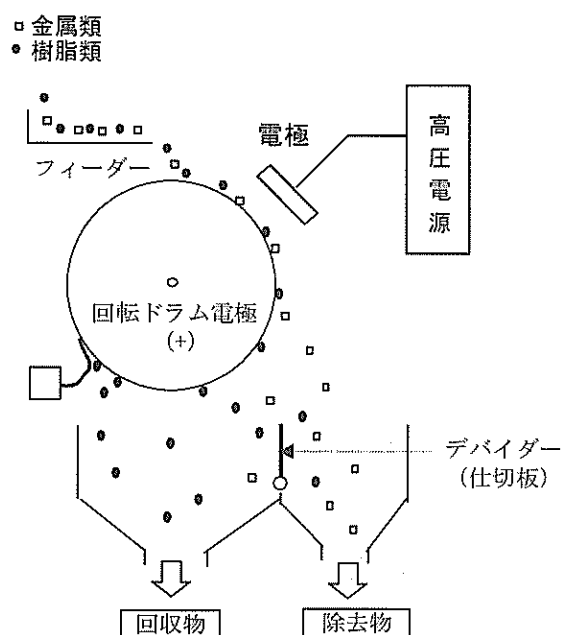 金属類
樹脂類
フィーダー
電極
高圧電源
回転ドラム電極
(+)
デバイダー
(仕切板)
回収物
除去物